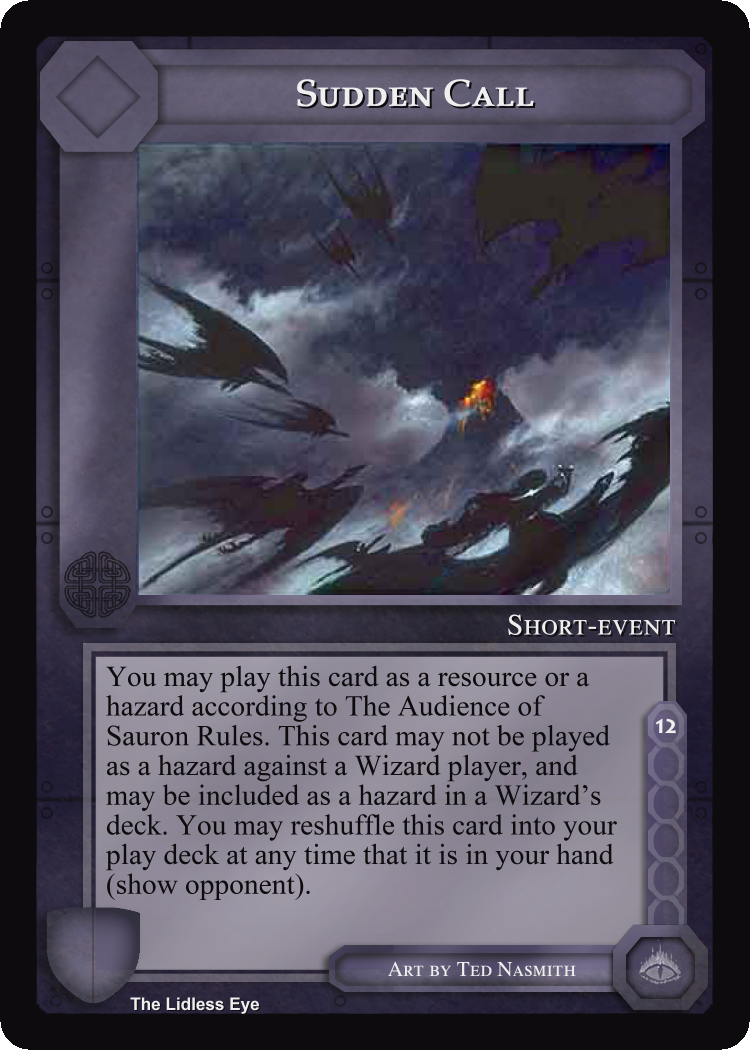 Sudden Call
Short-event
You may play this card as a resource or a
hazard according to The Audience of
Sauron Rules. This card may not be played
as a hazard against a Wizard player, and
may be included as a hazard in a Wizard's
deck. You may reshuffle this card into your
play deck at any time that it is in your hand
(show opponent).
12
Art by Ted Nasmith
The Lidless Eye